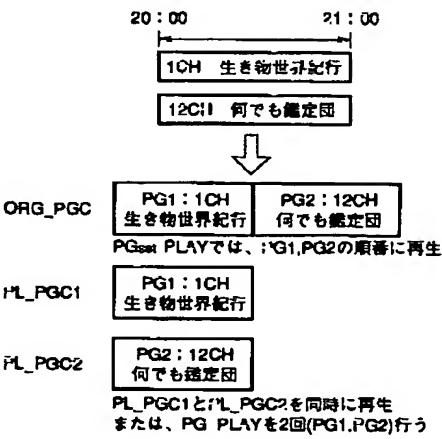 20：00 21：00
1CH 生き物世界紀行
12CH 何でも鑑定団
ORG_PGC
PG1：1CH
生き物世界紀行
PG2：12CH
何でも鑑定団
PGset PLAYでは、PG1,PG2の順番に再生
PL_PGC1
PG1：1CH
生き物世界紀行
PL_PGC2
PG2：12CH
何でも鑑定団
PL_PGC1とPL_PGC2を同時に再生
または、PG PLAYを2回(PG1,PG2)行う